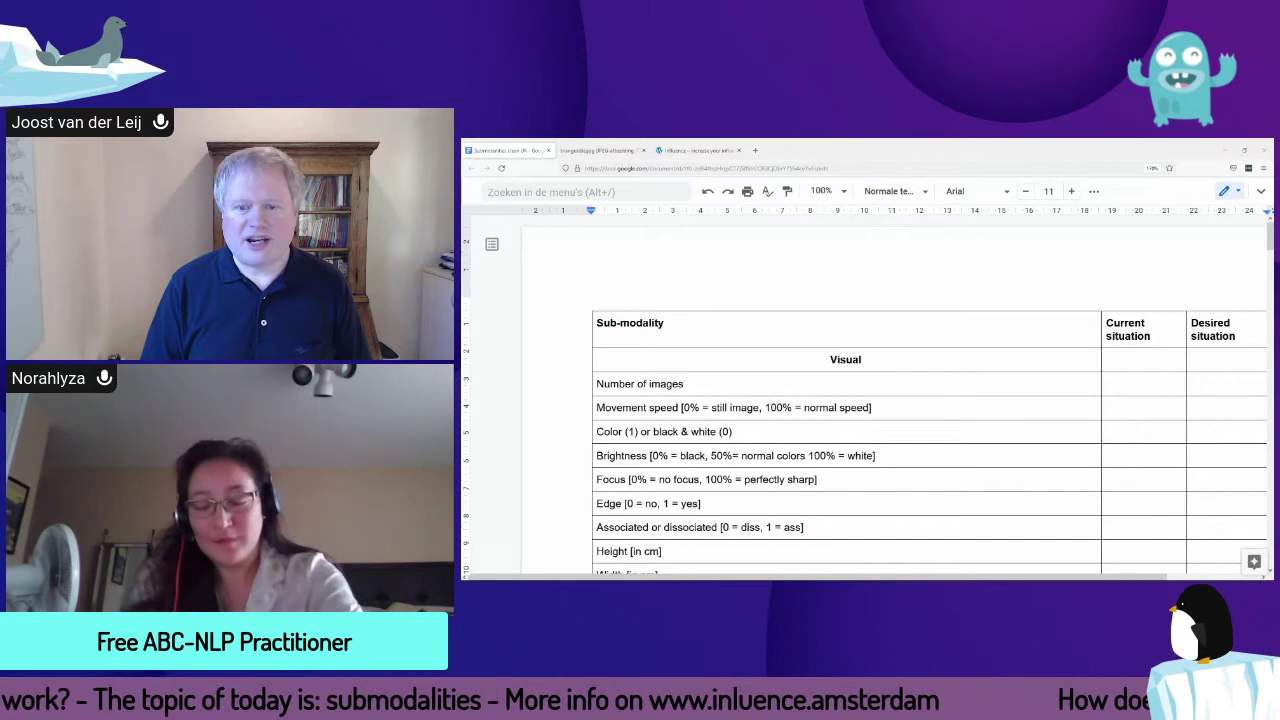 Joost van der Leij
Norahlyza
Free ABC-NLP Practitioner
work? - The topic of today is: submodalities - More info on www.inluence.amsterdam
How doe
Zoeken in de menu's (Alt+/)
100%
Normale te...
Arial
11
Sub-modality
Current situation
Desired situation
Visual
Number of images
Movement speed [0% = still image, 100% = normal speed]
Color (1) or black & white (0)
Brightness [0% = black, 50%= normal colors 100% = white]
Focus [0% = no focus, 100% = perfectly sharp]
Edge [0 = no, 1 = yes]
Associated or dissociated [0 = diss, 1 = ass]
Height [in cm]